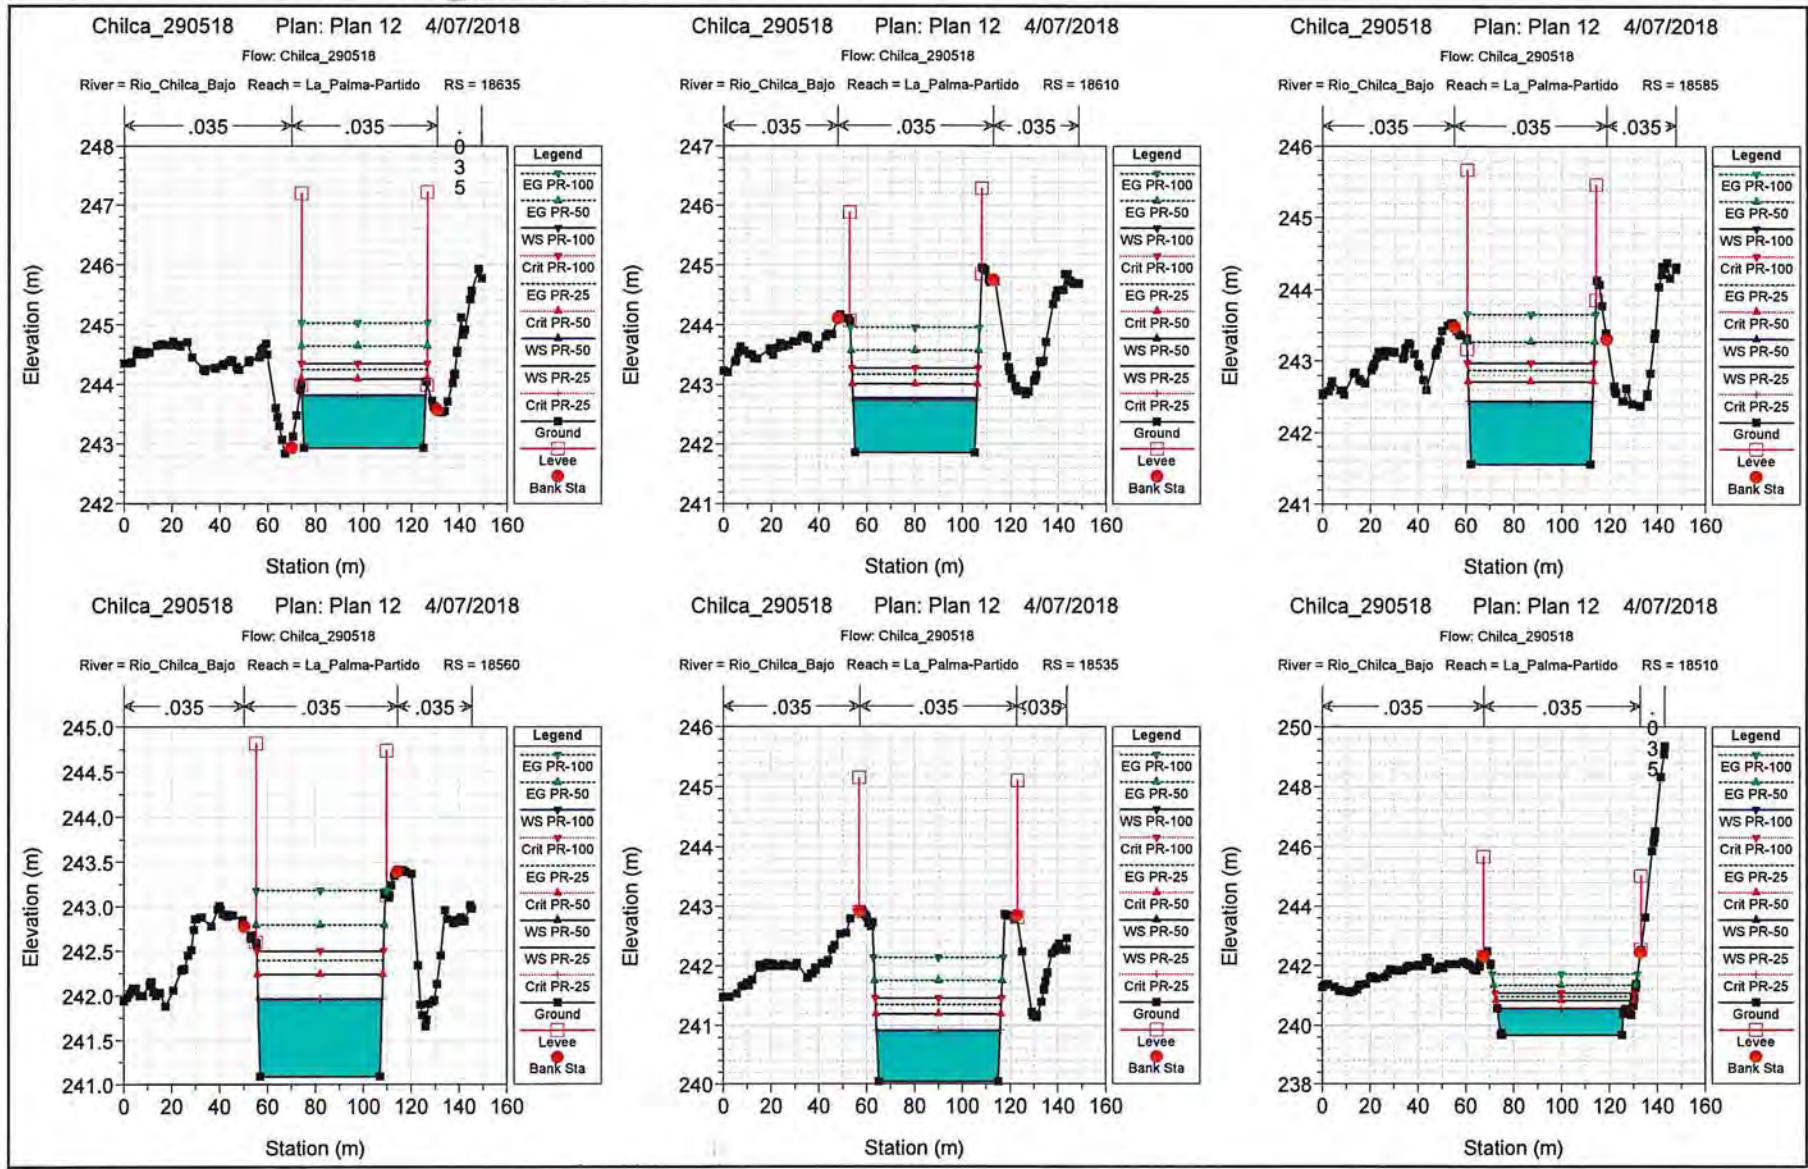 Chilca_290518 Plan: Plan 12 4/07/2018
Flow: Chilca_290518
River = Rio_Chilca_Bajo Reach = La_Palma-Partido RS = 18635
.035 .035 .035
248
247
246
245
244
243
242
Elevation (m)
0 20 40 60 80 100 120 140 160
Station (m)
Legend
EG PR-100
EG PR-50
WS PR-100
Crit PR-100
EG PR-25
Crit PR-50
WS PR-50
WS PR-25
Crit PR-25
Ground
Levee
Bank Sta
Chilca_290518 Plan: Plan 12 4/07/2018
Flow: Chilca_290518
River = Rio_Chilca_Bajo Reach = La_Palma-Partido RS = 18610
.035 .035 .035
247
246
245
244
243
242
241
Elevation (m)
0 20 40 60 80 100 120 140 160
Station (m)
Legend
EG PR-100
EG PR-50
WS PR-100
Crit PR-100
EG PR-25
Crit PR-50
WS PR-50
WS PR-25
Crit PR-25
Ground
Levee
Bank Sta
Chilca_290518 Plan: Plan 12 4/07/2018
Flow: Chilca_290518
River = Rio_Chilca_Bajo Reach = La_Palma-Partido RS = 18585
.035 .035 .035
246
245
244
243
242
241
Elevation (m)
0 20 40 60 80 100 120 140 160
Station (m)
Legend
EG PR-100
EG PR-50
WS PR-100
Crit PR-100
EG PR-25
Crit PR-50
WS PR-50
WS PR-25
Crit PR-25
Ground
Levee
Bank Sta
Chilca_290518 Plan: Plan 12 4/07/2018
Flow: Chilca_290518
River = Rio_Chilca_Bajo Reach = La_Palma-Partido RS = 18560
.035 .035 .035
245.0
244.5
244.0
243.5
243.0
242.5
242.0
241.5
241.0
Elevation (m)
0 20 40 60 80 100 120 140 160
Station (m)
Legend
EG PR-100
EG PR-50
WS PR-100
Crit PR-100
EG PR-25
Crit PR-50
WS PR-50
WS PR-25
Crit PR-25
Ground
Levee
Bank Sta
Chilca_290518 Plan: Plan 12 4/07/2018
Flow: Chilca_290518
River = Rio_Chilca_Bajo Reach = La_Palma-Partido RS = 18535
.035 .035 .035
246
245
244
243
242
241
240
Elevation (m)
0 20 40 60 80 100 120 140 160
Station (m)
Legend
EG PR-100
EG PR-50
WS PR-100
Crit PR-100
EG PR-25
Crit PR-50
WS PR-50
WS PR-25
Crit PR-25
Ground
Levee
Bank Sta
Chilca_290518 Plan: Plan 12 4/07/2018
Flow: Chilca_290518
River = Rio_Chilca_Bajo Reach = La_Palma-Partido RS = 18510
.035 .035 .035
250
248
246
244
242
240
238
Elevation (m)
0 20 40 60 80 100 120 140 160
Station (m)
Legend
EG PR-100
EG PR-50
WS PR-100
Crit PR-100
EG PR-25
Crit PR-50
WS PR-50
WS PR-25
Crit PR-25
Ground
Levee
Bank Sta